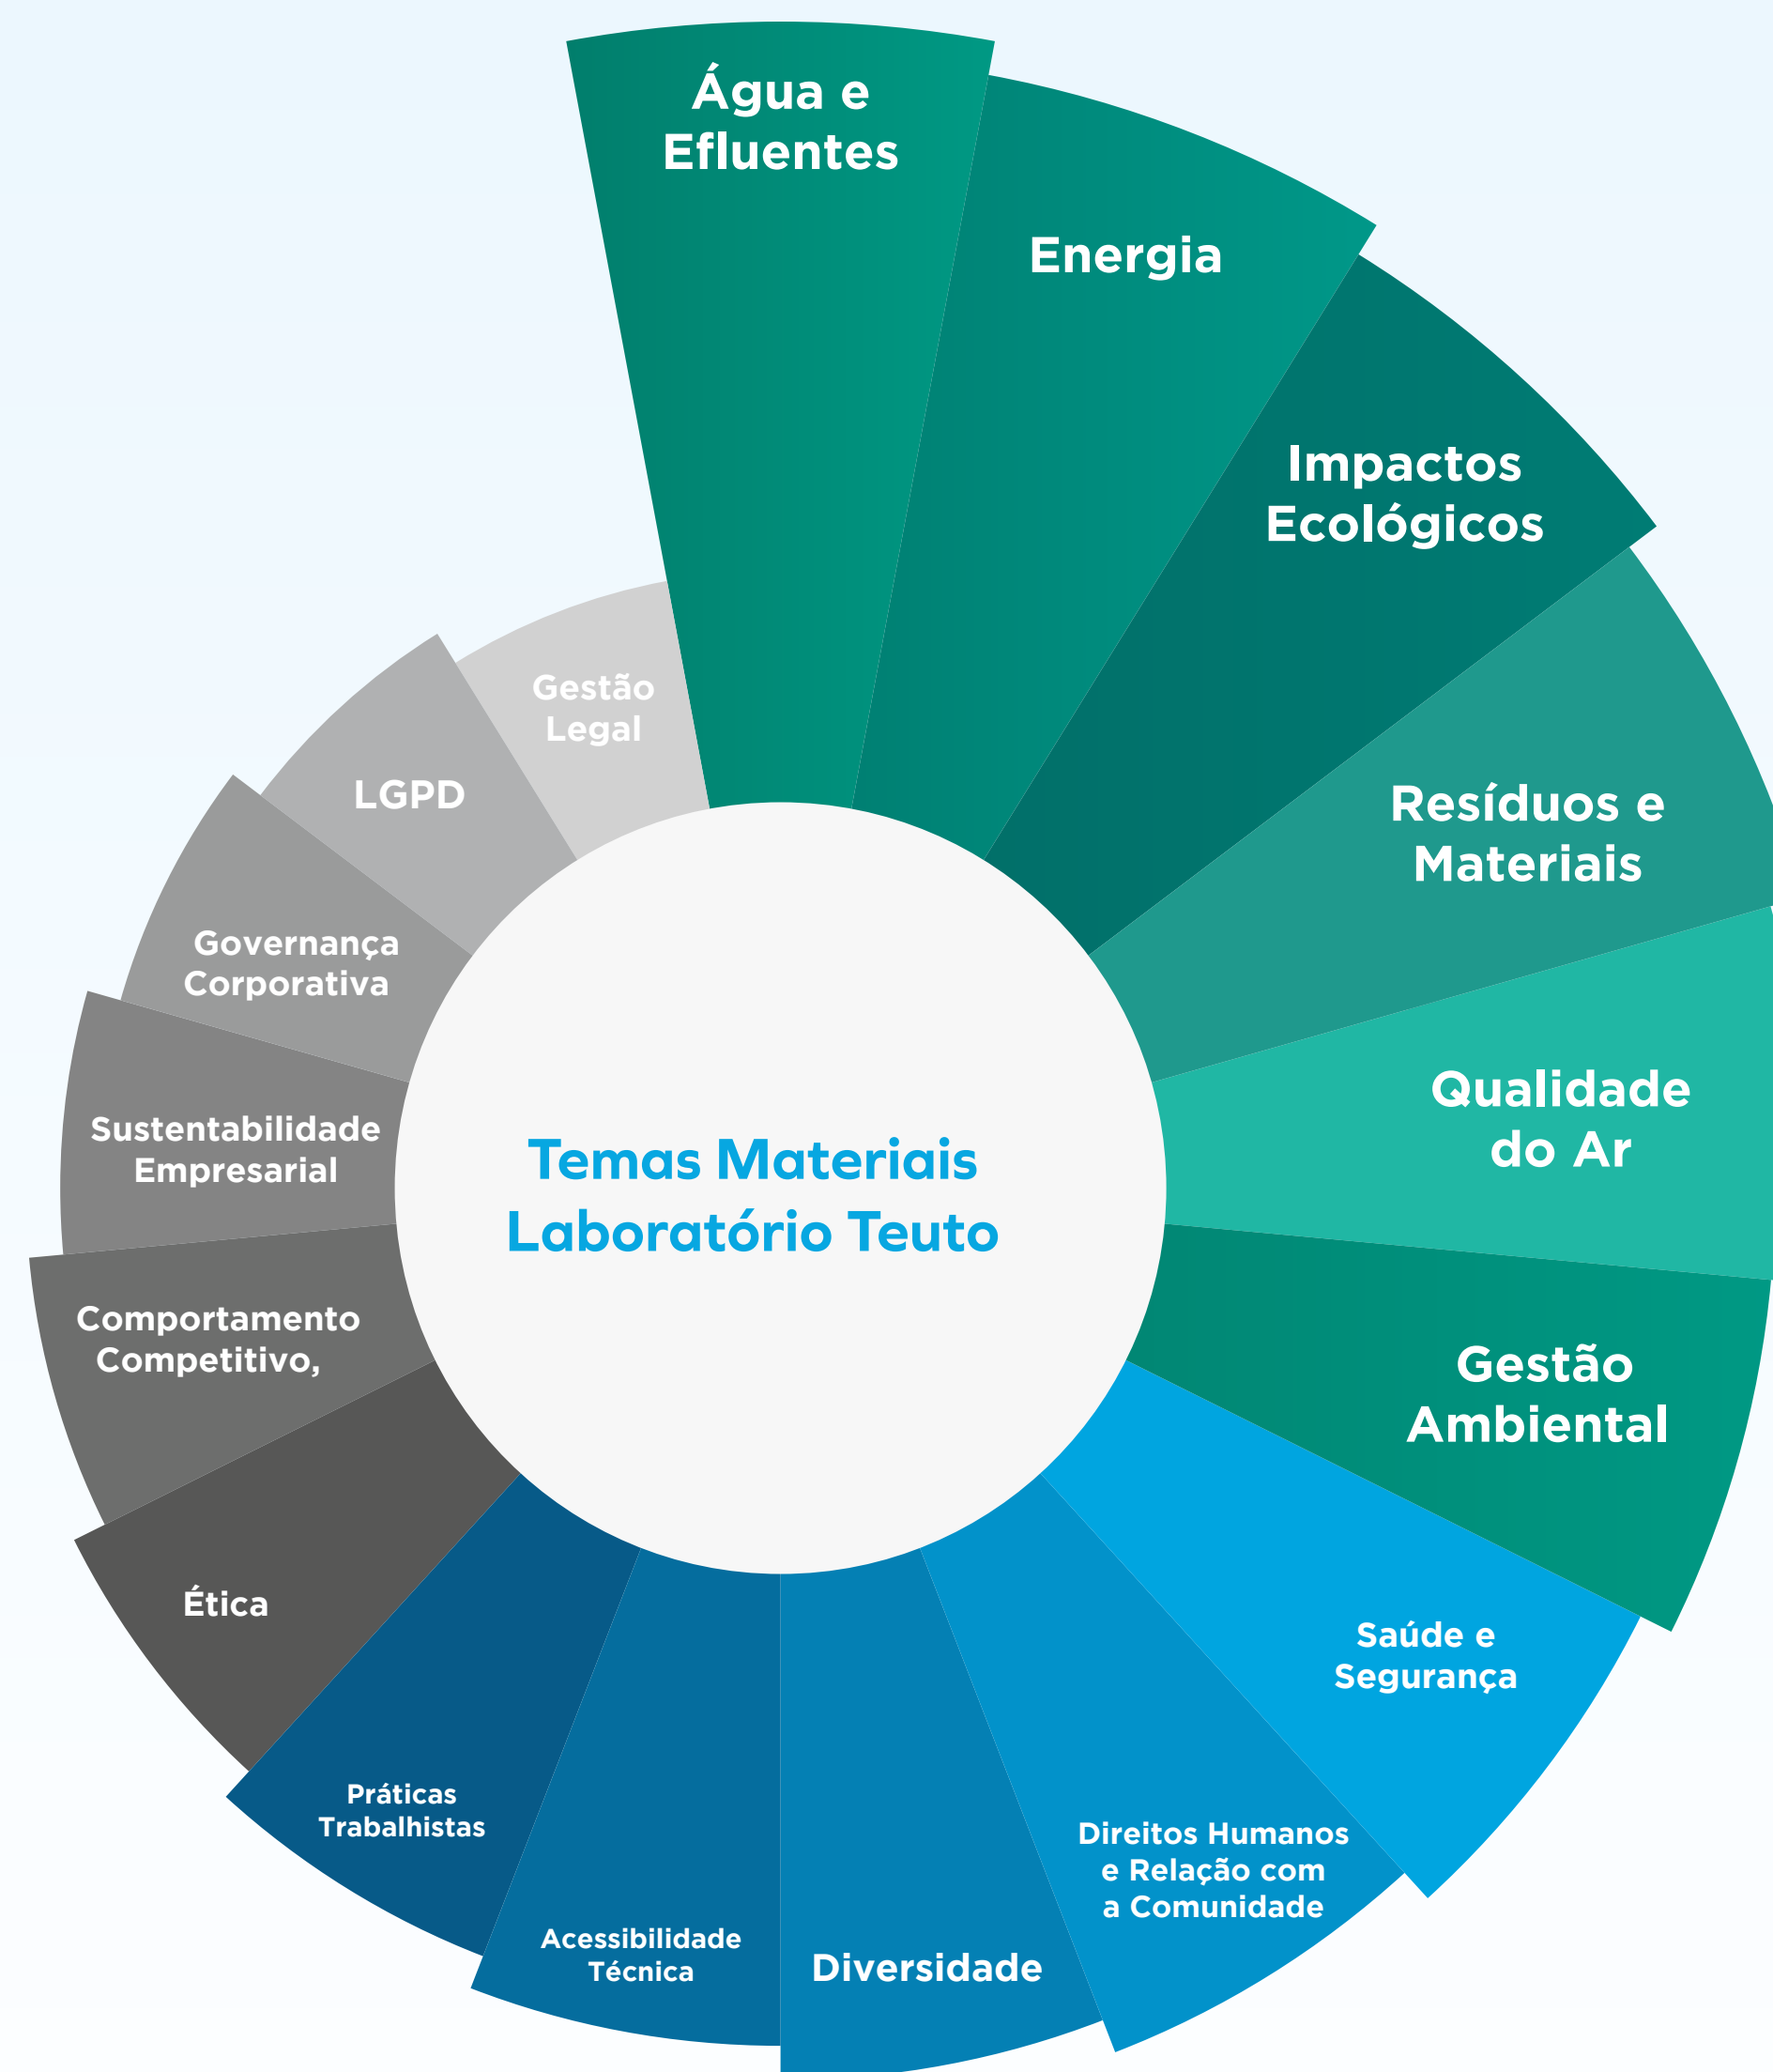 Água e
Efluentes
Energia
Impactos
Ecológicos
Resíduos e
Materiais
Qualidade
do Ar
Gestão
Ambiental
Saúde e
Segurança
Direitos Humanos
e Relação com
a Comunidade
Diversidade
Acessibilidade
Técnica
Práticas
Trabalhistas
Ética
Comportamento
Competitivo,
Sustentabilidade
Empresarial
Governança
Corporativa
LGPD
Gestão
Legal
Temas Materiais
Laboratório Teuto